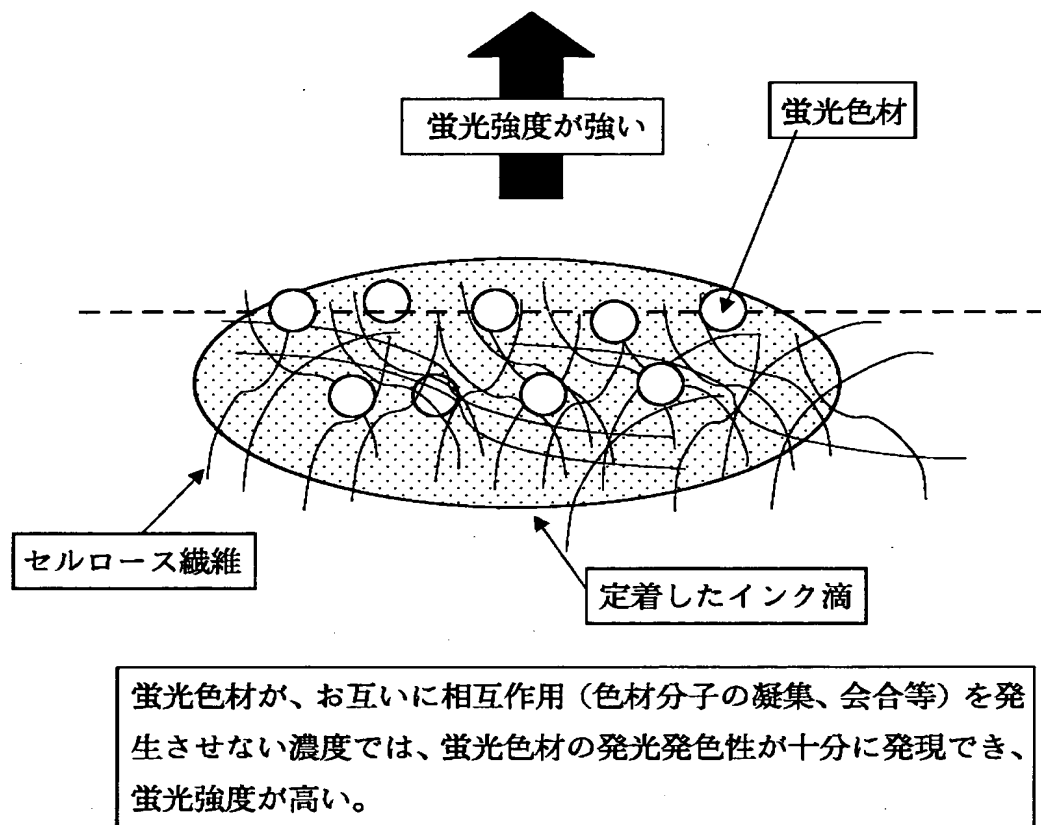 蛍光強度が強い
蛍光色材
セルロース繊維
定着したインク滴
蛍光色材が、お互いに相互作用（色材分子の凝集、会合等）を発
生させない濃度では、蛍光色材の発光発色性が十分に発現でき、
蛍光強度が高い。